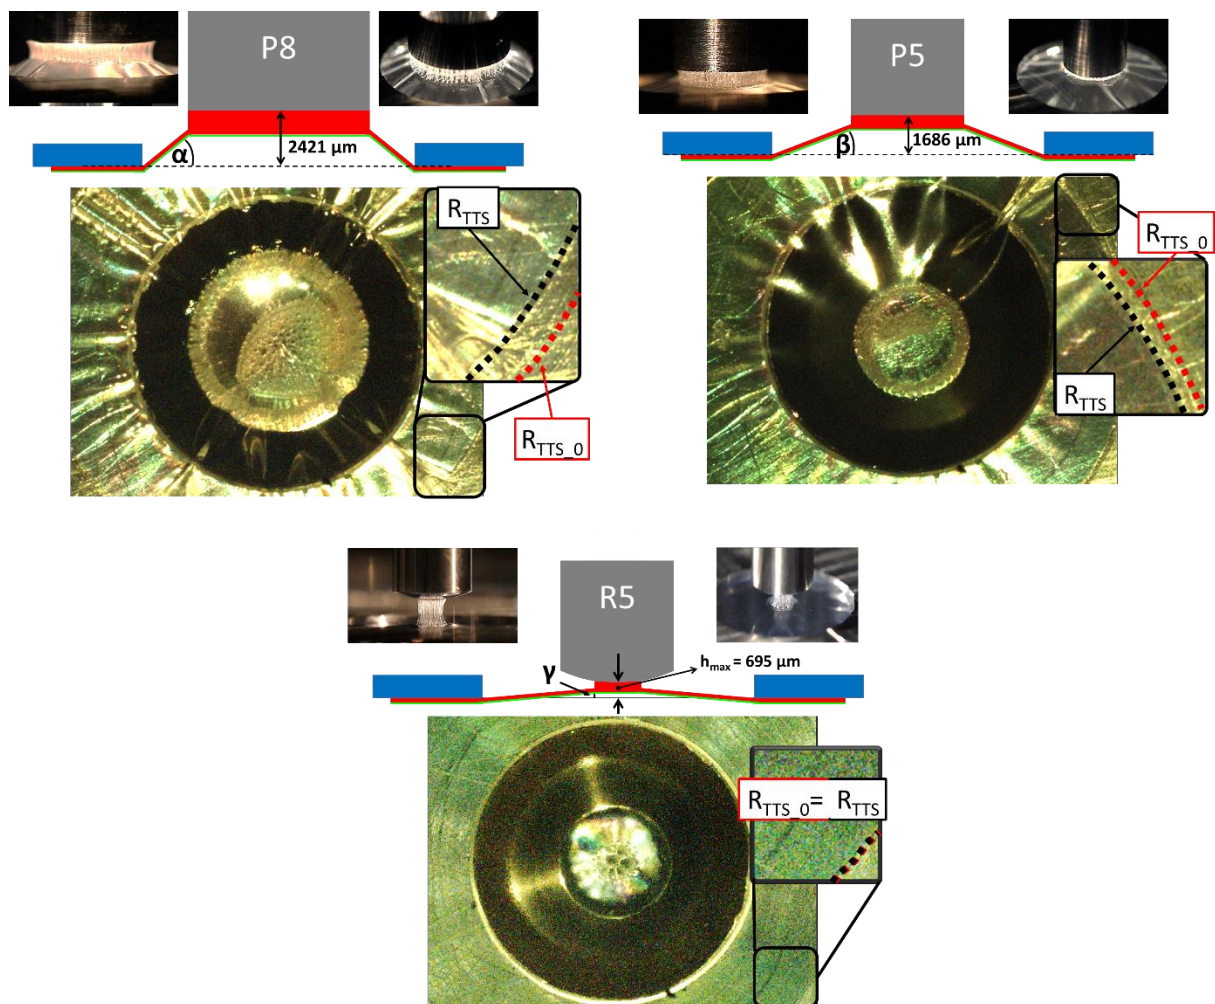 P8
α
2421 µm
R_TTS
R_TTS_0
P5
β
1686 µm
R_TTS_0
R_TTS
R5
γ
h_max = 695 µm
R_TTS_0 = R_TTS